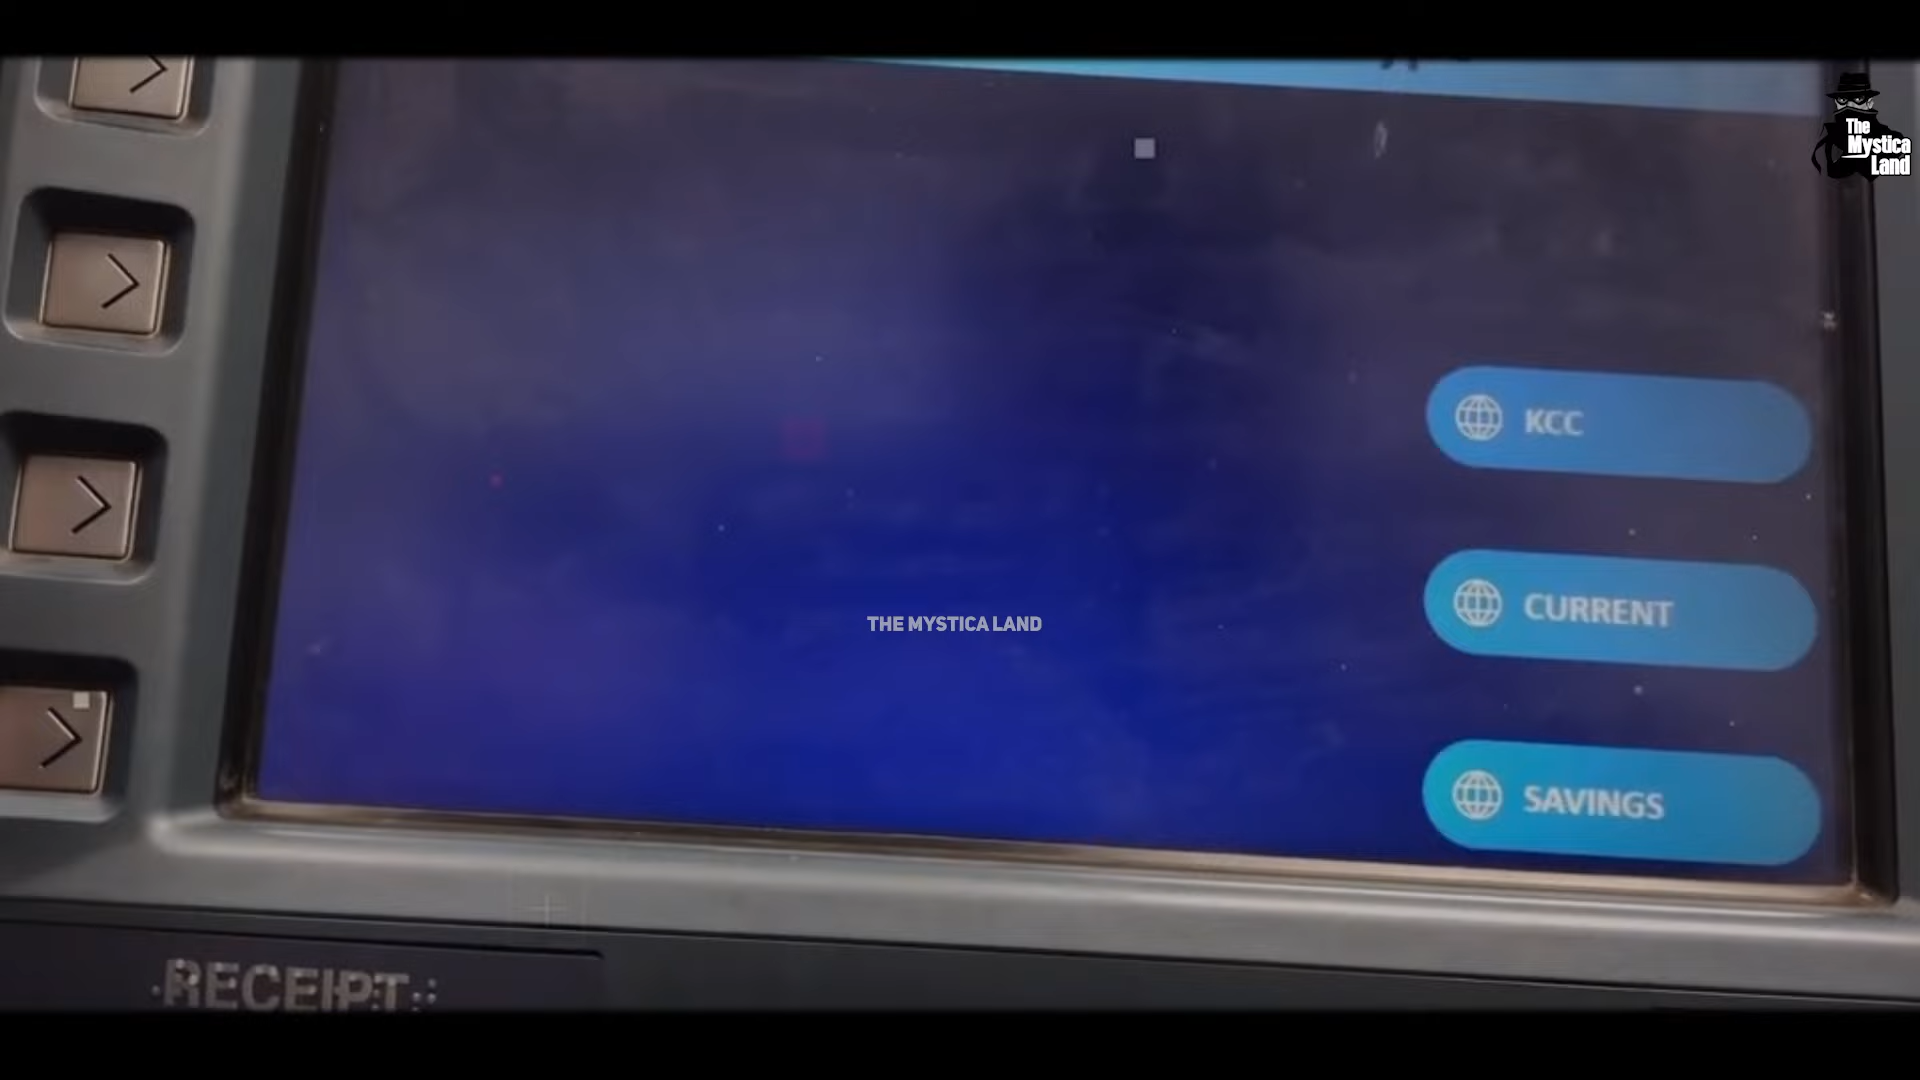 The
Mystica
Land
KCC
CURRENT
THE MYSTICA LAND
SAVINGS
RECEIPT